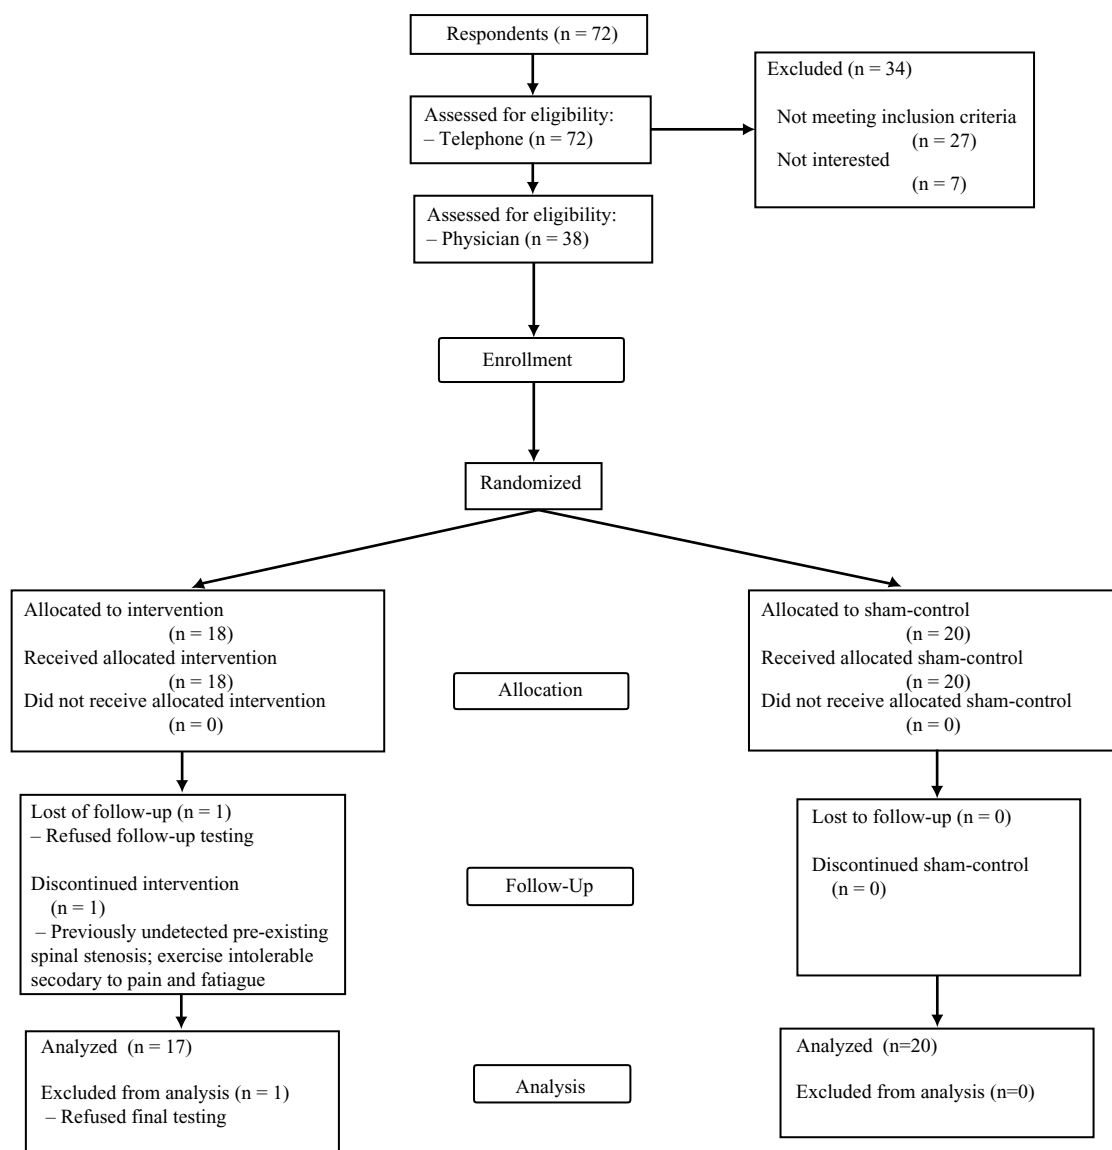 Respondents (n = 72)
Assessed for eligibility:
– Telephone (n = 72)
Excluded (n = 34)
Not meeting inclusion criteria
(n = 27)
Not interested
(n = 7)
Assessed for eligibility:
– Physician (n = 38)
Enrollment
Randomized
Allocated to intervention
(n = 18)
Received allocated intervention
(n = 18)
Did not receive allocated intervention
(n = 0)
Allocation
Allocated to sham-control
(n = 20)
Received allocated sham-control
(n = 20)
Did not receive allocated sham-control
(n = 0)
Lost of follow-up (n = 1)
– Refused follow-up testing
Discontinued intervention
(n = 1)
– Previously undetected pre-existing
spinal stenosis; exercise intolerable
secodary to pain and fatiague
Follow-Up
Lost to follow-up (n = 0)
Discontinued sham-control
(n = 0)
Analyzed (n = 17)
Excluded from analysis (n = 1)
– Refused final testing
Analysis
Analyzed (n=20)
Excluded from analysis (n=0)